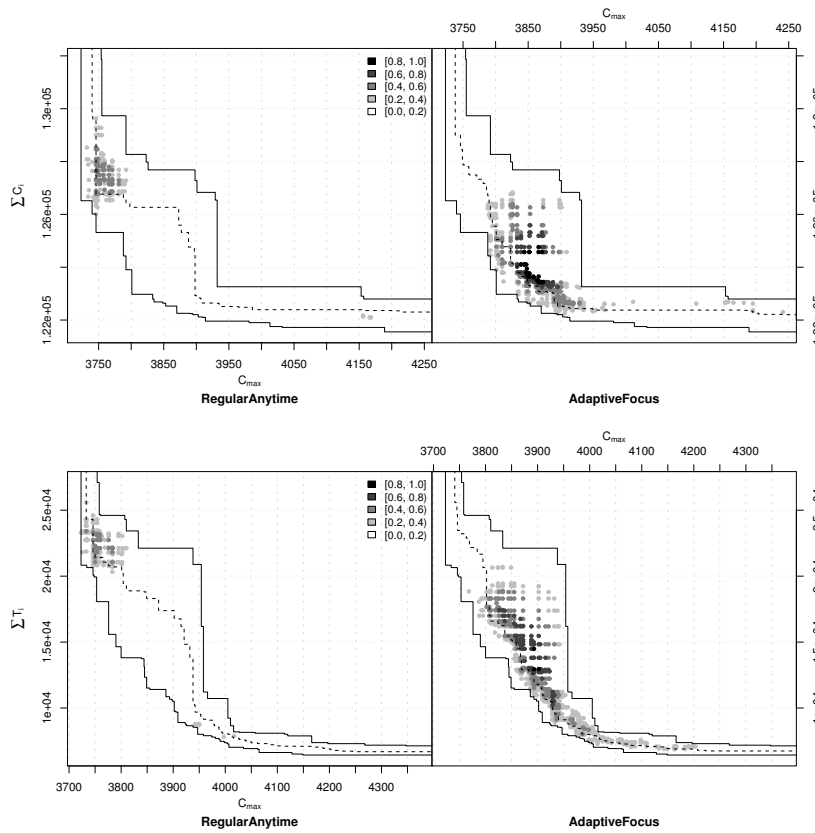 C_max
3750 3850 3950 4050 4150 4250
[0.8, 1.0]
[0.6, 0.8)
[0.4, 0.6)
[0.2, 0.4)
[0.0, 0.2)
1.3e+05
1.26e+05
1.22e+05
∑ C_i
3750 3850 3950 4050 4150 4250
C_max
RegularAnytime
AdaptiveFocus
C_max
3700 3800 3900 4000 4100 4200 4300
[0.8, 1.0]
[0.6, 0.8)
[0.4, 0.6)
[0.2, 0.4)
[0.0, 0.2)
2.5e+04
2e+04
1.5e+04
1e+04
∑ T_i
3700 3800 3900 4000 4100 4200 4300
C_max
RegularAnytime
AdaptiveFocus